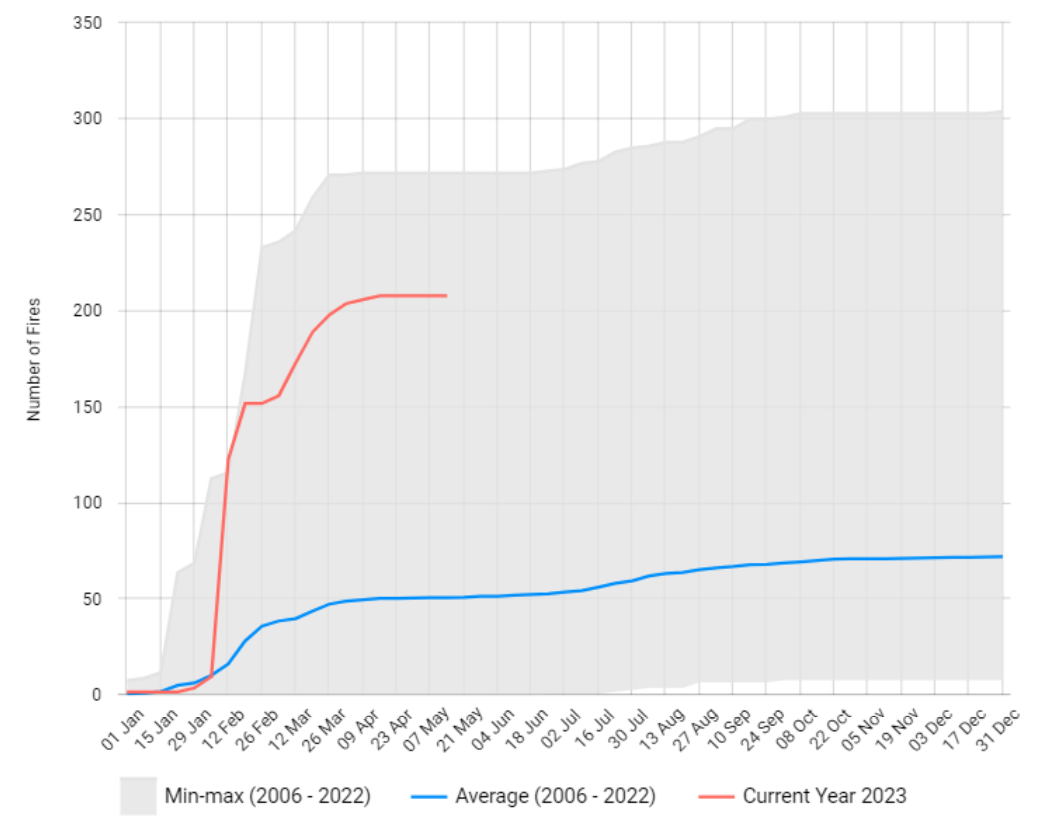 350
300
250
200
150
100
50
0
Number of Fires
01 Jan
15 Jan
29 Jan
12 Feb
26 Feb
12 Mar
26 Mar
09 Apr
23 Apr
07 May
21 May
04 Jun
18 Jun
02 Jul
16 Jul
30 Jul
13 Aug
27 Aug
10 Sep
24 Sep
08 Oct
22 Oct
05 Nov
19 Nov
03 Dec
17 Dec
31 Dec
Min-max (2006 - 2022) Average (2006 - 2022) Current Year 2023